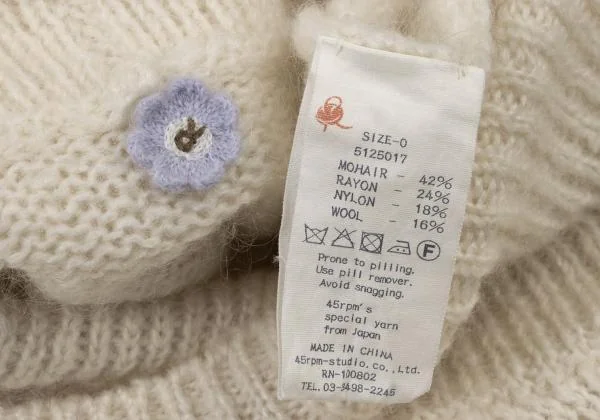 SIZE-0
5125017
MOHAIR - 42%
RAYON - 24%
NYLON - 18%
WOOL - 16%
F
Prone to pilling.
Use pill remover.
Avoid snagging.
45rpm's
special yarn
from Japan
MADE IN CHINA
45rpm-studio.co.,Ltd.
RN-100802
TEL.03-5498-2245